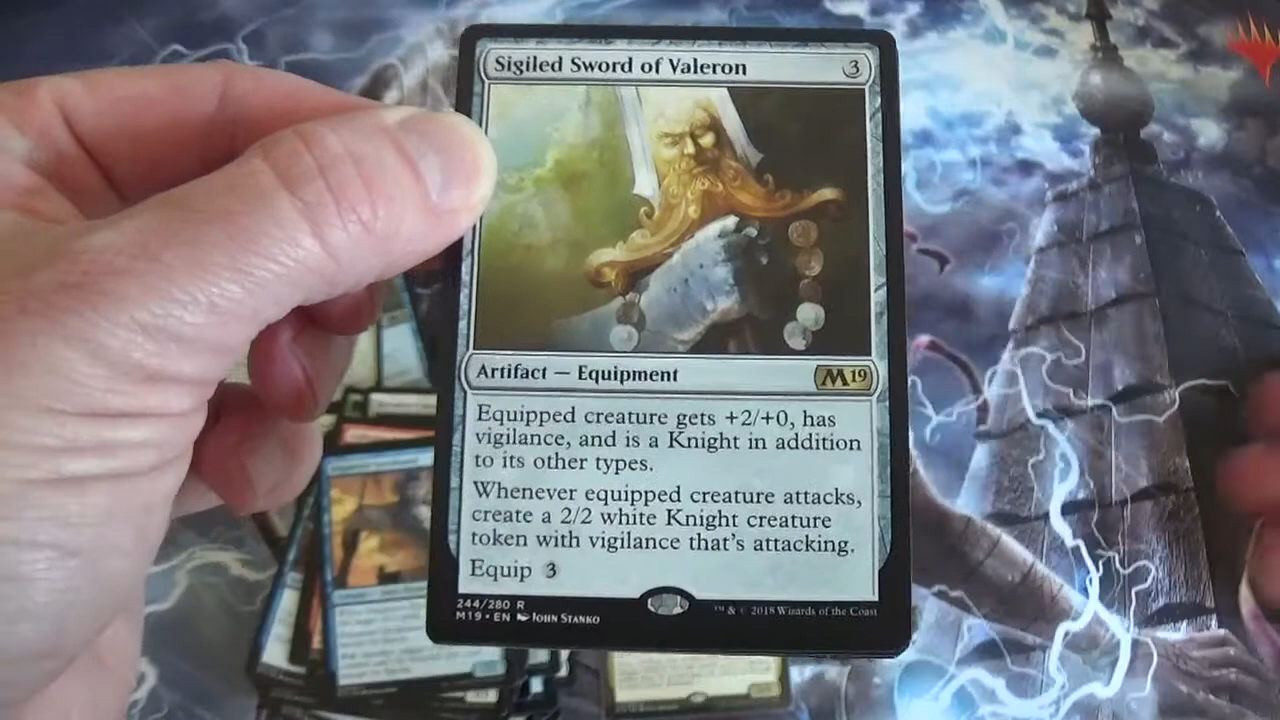 Sigiled Sword of Valeron 3
Artifact — Equipment M19
Equipped creature gets +2/+0, has
vigilance, and is a Knight in addition
to its other types.
Whenever equipped creature attacks,
create a 2/2 white Knight creature
token with vigilance that's attacking.
Equip 3
244/280 R ™ & © 2018 Wizards of the Coast
M19 • EN John Stanko